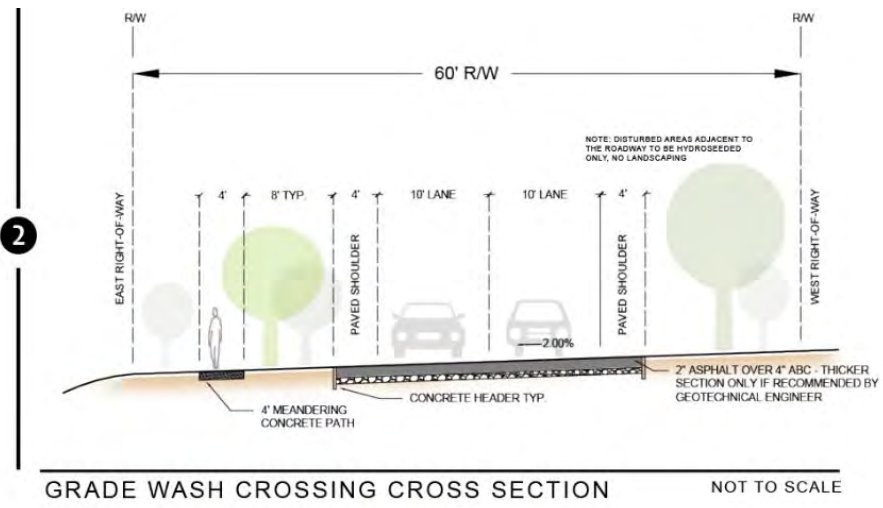 R/W
R/W
60' R/W
NOTE: DISTURBED AREAS ADJACENT TO
THE ROADWAY TO BE HYDROSEEDED
ONLY, NO LANDSCAPING
4'
8' TYP.
4'
10' LANE
10' LANE
4'
2
EAST RIGHT-OF-WAY
PAVED SHOULDER
PAVED SHOULDER
WEST RIGHT-OF-WAY
2.00%
2" ASPHALT OVER 4" ABC - THICKER
SECTION ONLY IF RECOMMENDED BY
GEOTECHNICAL ENGINEER
CONCRETE HEADER TYP.
4' MEANDERING
CONCRETE PATH
GRADE WASH CROSSING CROSS SECTION
NOT TO SCALE